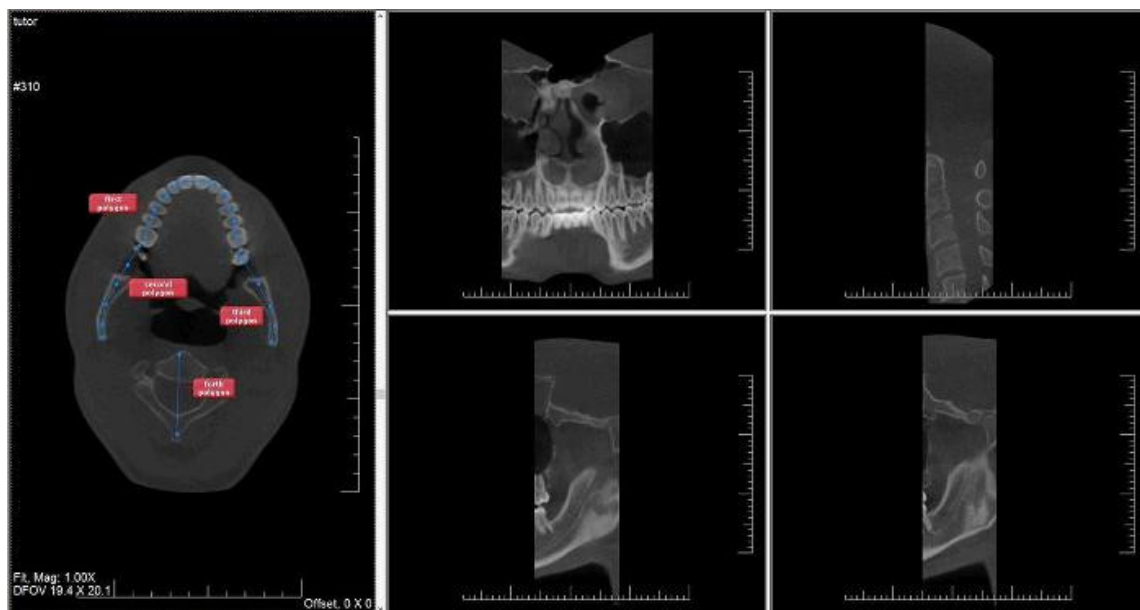 tutor
#310
first
polygon
second
polygon
third
polygon
forth
polygon
Fit. Mag: 1.00X
DFOV 19.4 X 20.1
Offset. 0 X 0